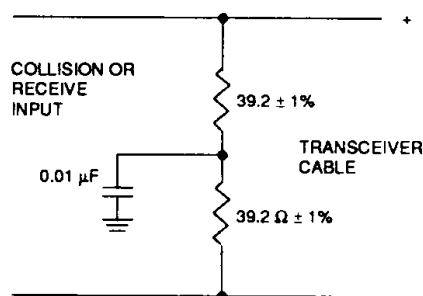 +
COLLISION OR
RECEIVE
INPUT
39.2 ± 1%
TRANSCEIVER
CABLE
0.01 μF
39.2 Ω ± 1%